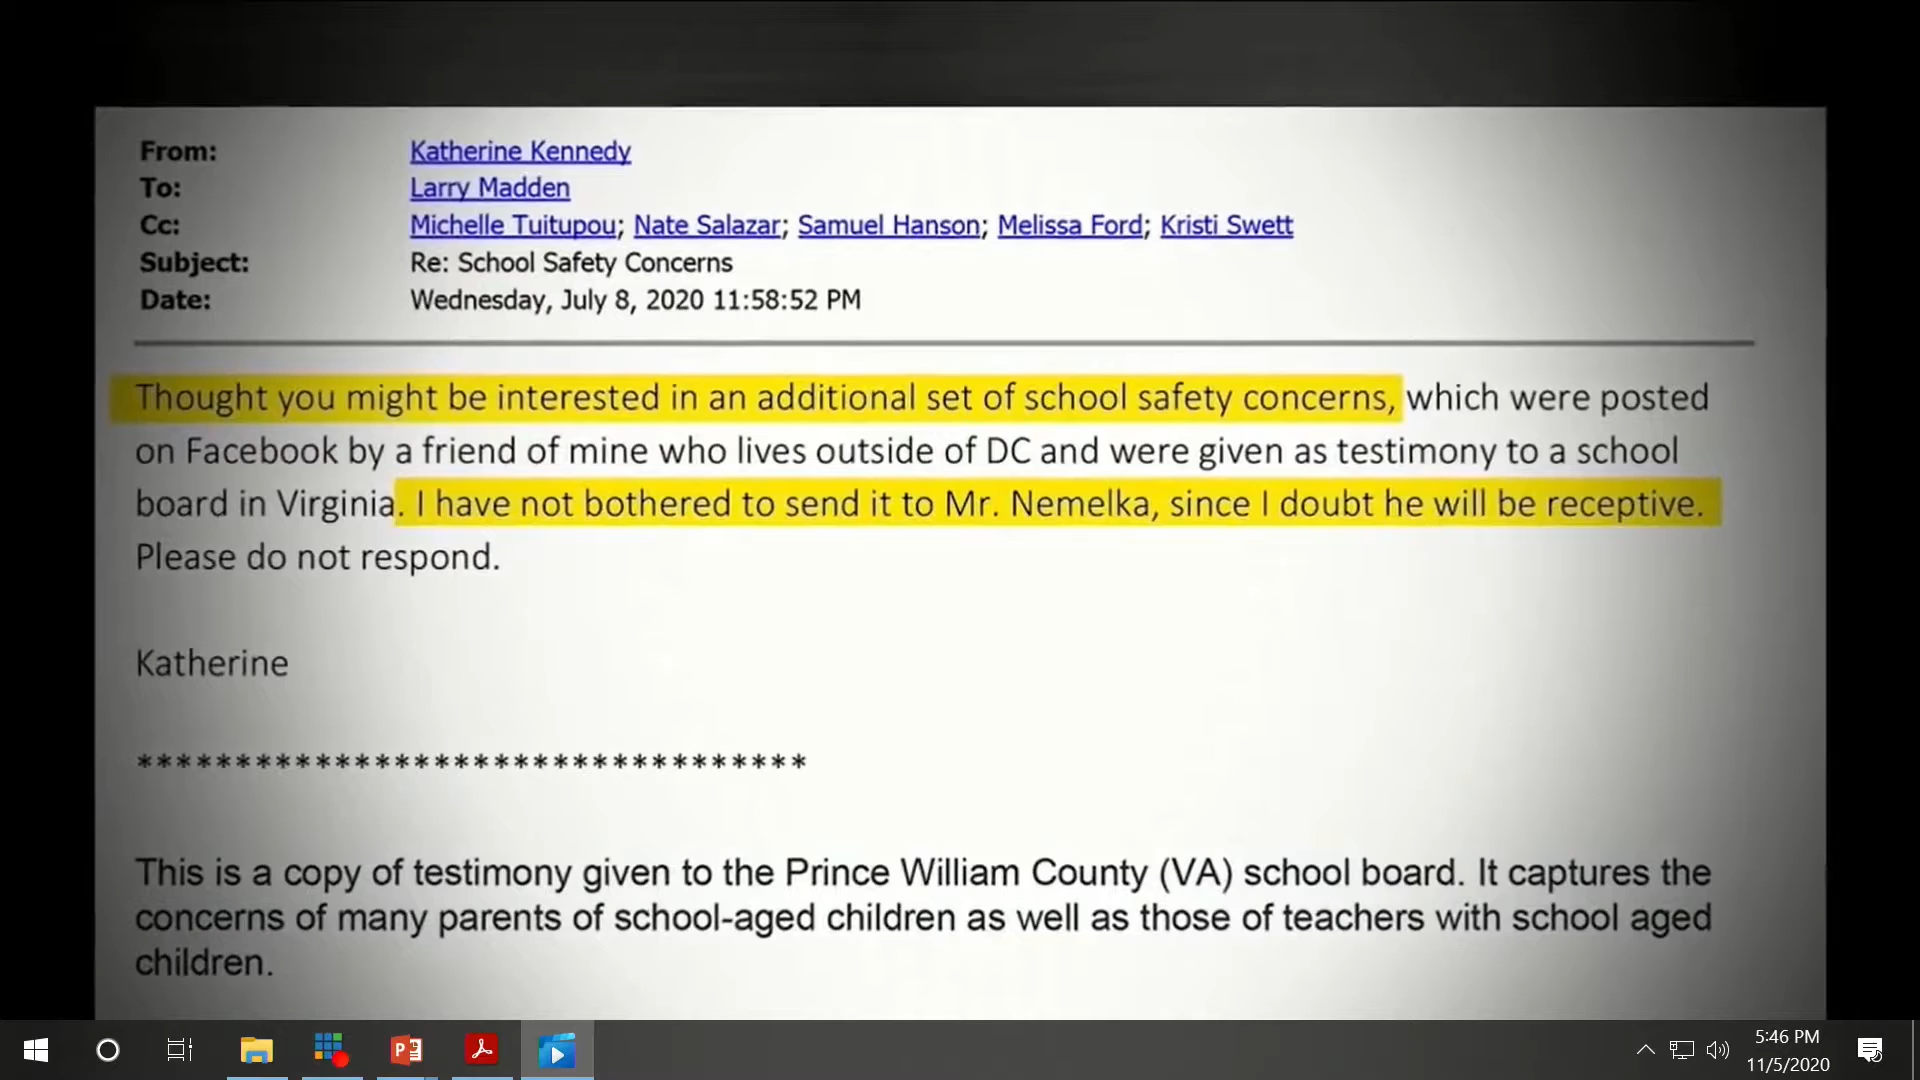 From: Katherine Kennedy
To: Larry Madden
Cc: Michelle Tuitupou; Nate Salazar; Samuel Hanson; Melissa Ford; Kristi Swett
Subject: Re: School Safety Concerns
Date: Wednesday, July 8, 2020 11:58:52 PM
Thought you might be interested in an additional set of school safety concerns, which were posted
on Facebook by a friend of mine who lives outside of DC and were given as testimony to a school
board in Virginia. I have not bothered to send it to Mr. Nemelka, since I doubt he will be receptive.
Please do not respond.
Katherine
**********************************
This is a copy of testimony given to the Prince William County (VA) school board. It captures the
concerns of many parents of school-aged children as well as those of teachers with school aged
children.
5:46 PM
11/5/2020